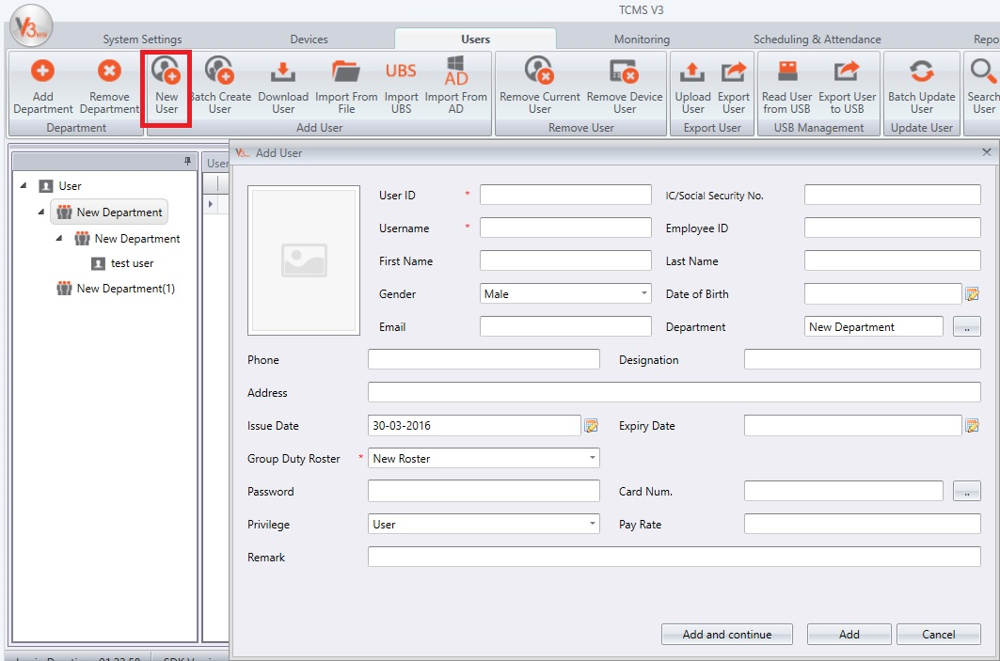 TCMS V3
V3
System Settings Devices Users Monitoring Scheduling & Attendance Repo
Add Department
Remove Department
New User
Batch Create User
Download User
Import From File
UBS
Import UBS
AD
Import From AD
Remove Current User
Remove Device User
Upload User
Export User
Read User from USB
Export User to USB
Batch Update User
Search User
Department Add User Remove User Export User USB Management Update User
V3 Add User
User
User
New Department
New Department
test user
New Department(1)
User ID * IC/Social Security No.
Username * Employee ID
First Name Last Name
Gender Male Date of Birth
Email Department New Department ..
Phone Designation
Address
Issue Date 30-03-2016 Expiry Date
Group Duty Roster * New Roster
Password Card Num. ..
Privilege User Pay Rate
Remark
Add and continue Add Cancel